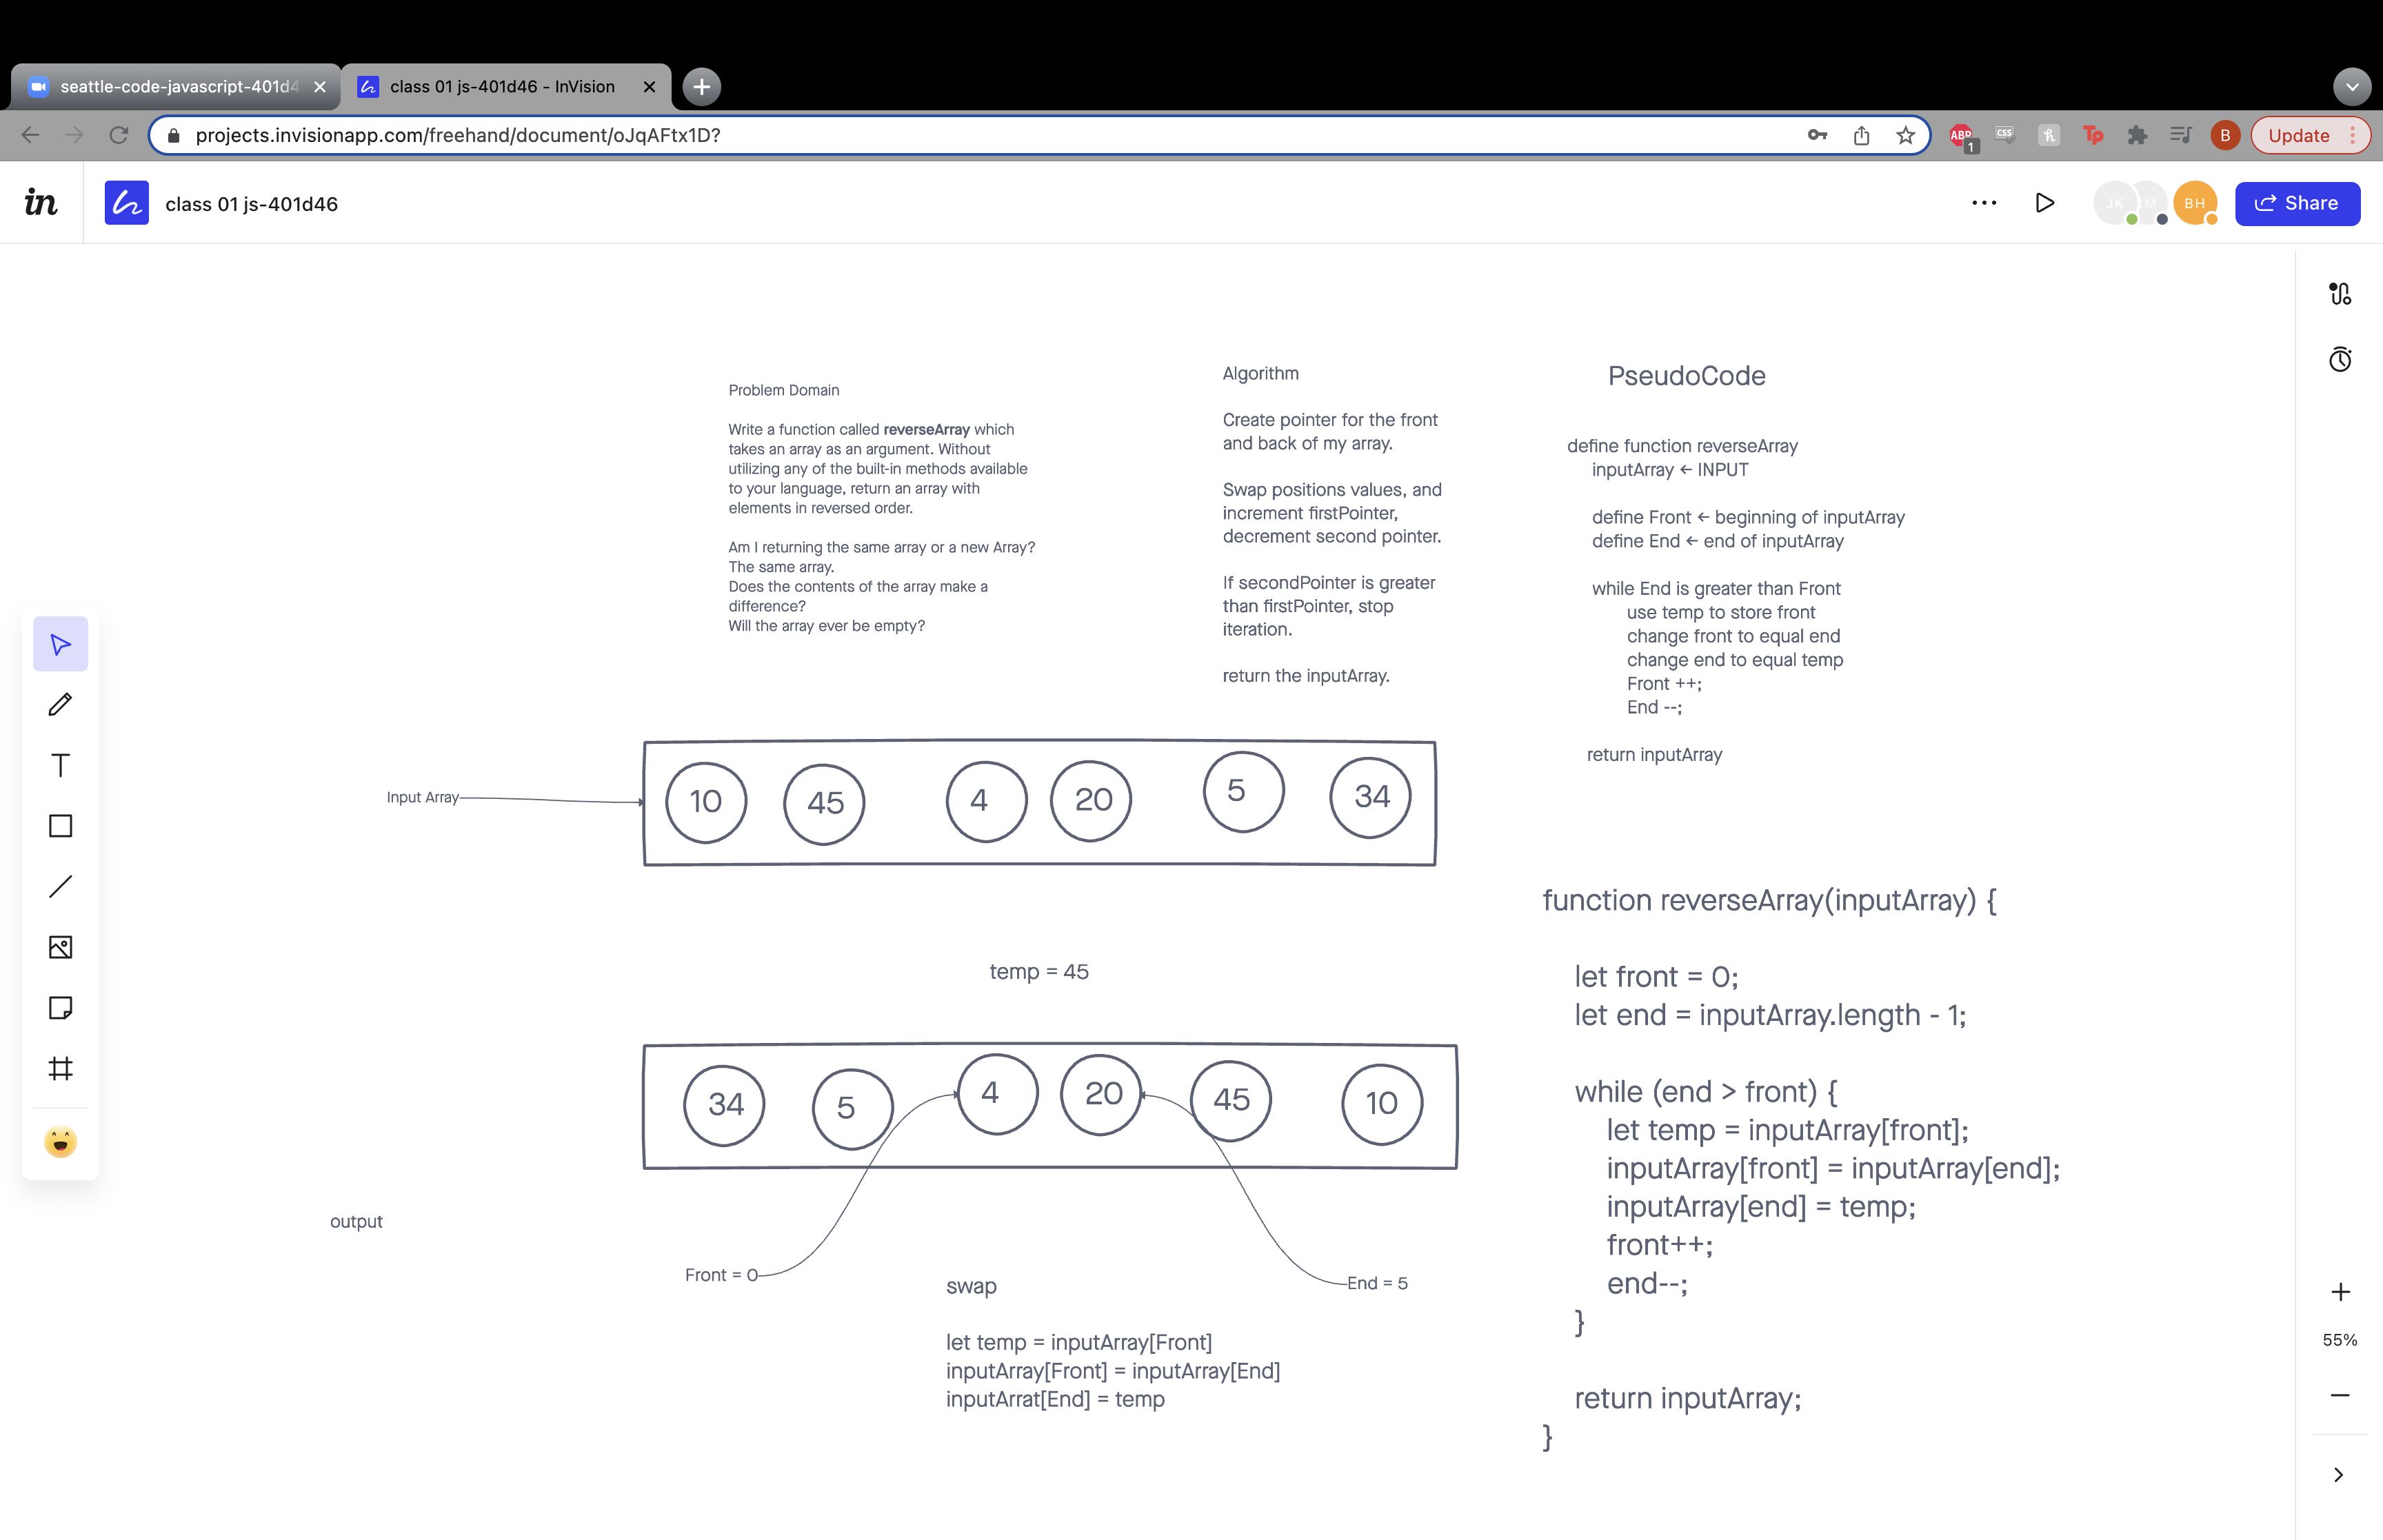 seattle-code-javascript-401d4
class 01 js-401d46 - InVision
projects.invisionapp.com/freehand/document/oJqAFtx1D?
ABP
1
CSS
Tp
B
Update
in
class 01 js-401d46
JK
M
BH
Share
Problem Domain
Write a function called reverseArray which
takes an array as an argument. Without
utilizing any of the built-in methods available
to your language, return an array with
elements in reversed order.
Am I returning the same array or a new Array?
The same array.
Does the contents of the array make a
difference?
Will the array ever be empty?
Algorithm
Create pointer for the front
and back of my array.
Swap positions values, and
increment firstPointer,
decrement second pointer.
If secondPointer is greater
than firstPointer, stop
iteration.
return the inputArray.
PseudoCode
define function reverseArray
inputArray ← INPUT
define Front ← beginning of inputArray
define End ← end of inputArray
while End is greater than Front
use temp to store front
change front to equal end
change end to equal temp
Front ++;
End --;
return inputArray
Input Array
10 45 4 20 5 34
temp = 45
34 5 4 20 45 10
output
Front = 0
End = 5
swap
let temp = inputArray[Front]
inputArray[Front] = inputArray[End]
inputArrat[End] = temp
function reverseArray(inputArray) {
let front = 0;
let end = inputArray.length - 1;
while (end > front) {
let temp = inputArray[front];
inputArray[front] = inputArray[end];
inputArray[end] = temp;
front++;
end--;
}
return inputArray;
}
T
55%